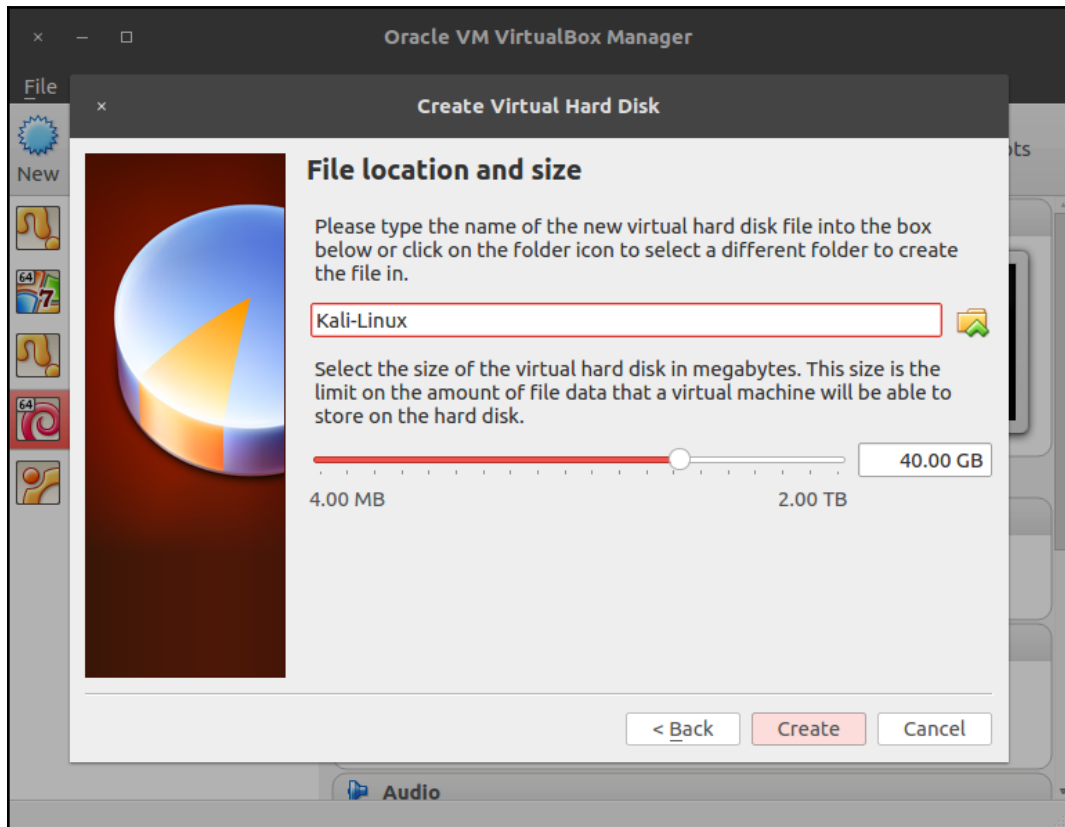 Oracle VM VirtualBox Manager
File
Create Virtual Hard Disk
New
ots
64
7
64
File location and size
Please type the name of the new virtual hard disk file into the box
below or click on the folder icon to select a different folder to create
the file in.
Kali-Linux
Select the size of the virtual hard disk in megabytes. This size is the
limit on the amount of file data that a virtual machine will be able to
store on the hard disk.
40.00 GB
4.00 MB 2.00 TB
< Back Create Cancel
Audio